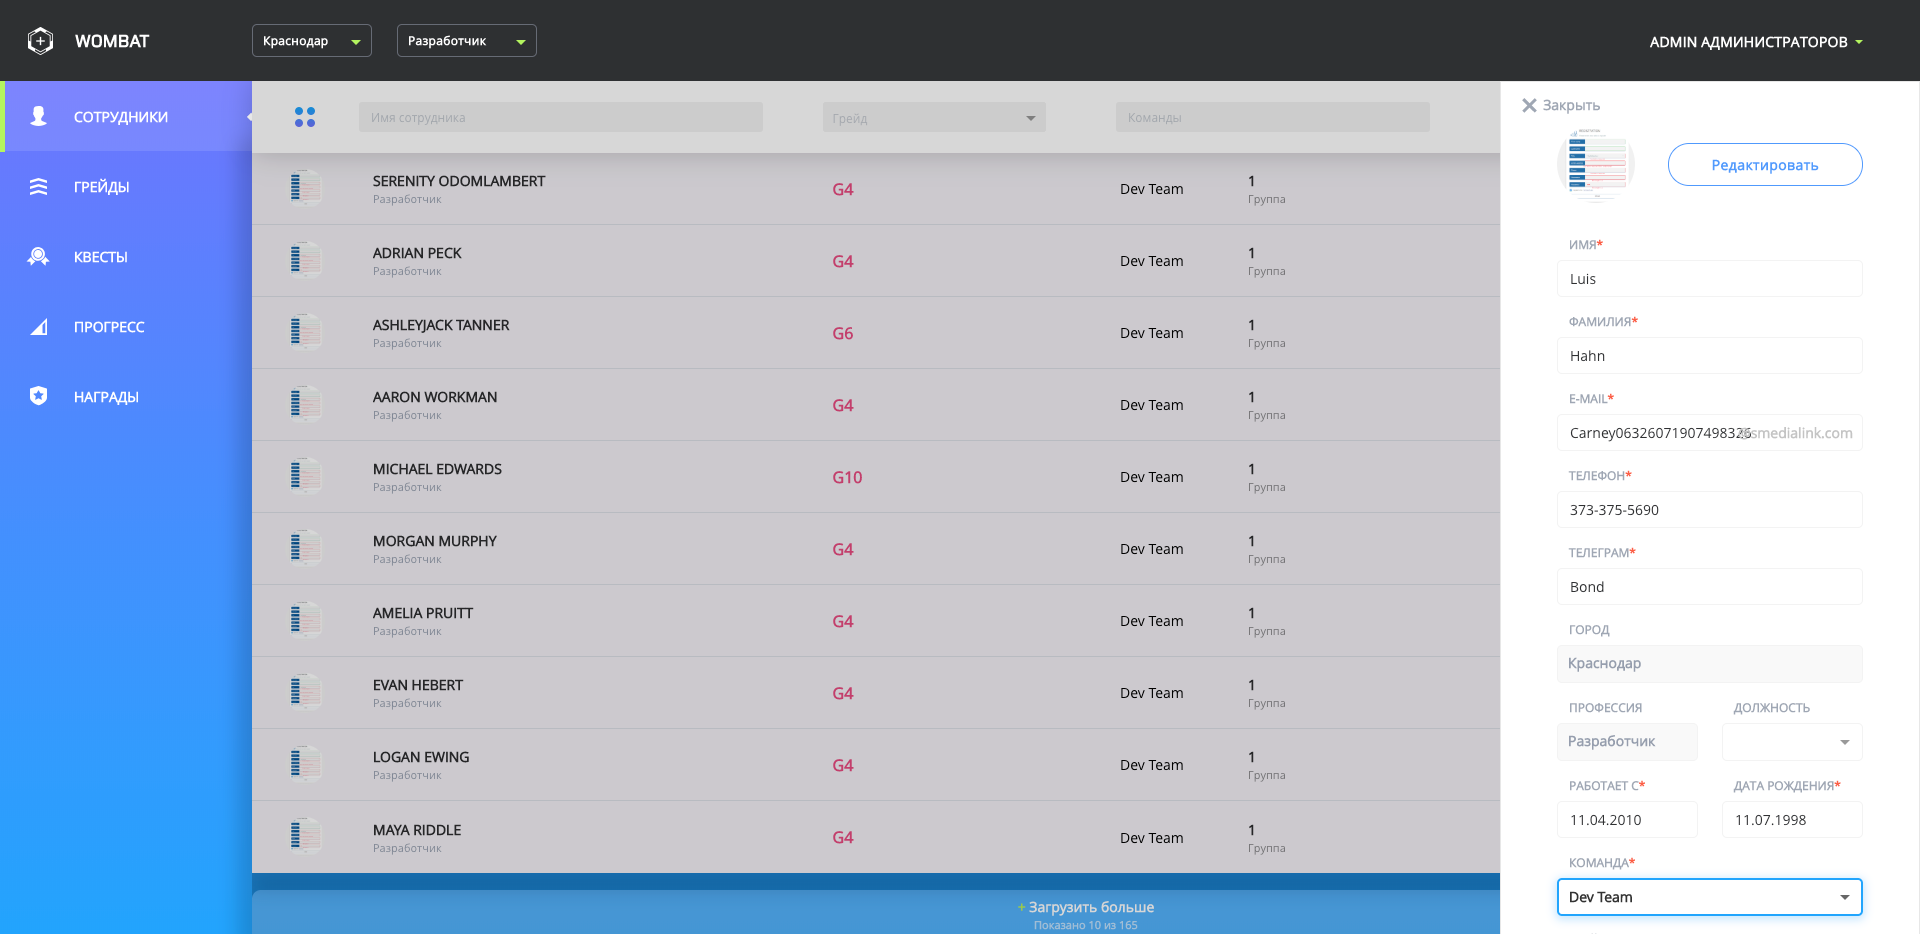 WOMBAT
Краснодар
Разработчик
ADMIN АДМИНИСТРАТОРОВ
СОТРУДНИКИ
ГРЕЙДЫ
КВЕСТЫ
ПРОГРЕСС
НАГРАДЫ
Имя сотрудника
Грейд
Команды
SERENITY ODOMLAMBERT
Разработчик
G4
Dev Team
1
Группа
ADRIAN PECK
Разработчик
G4
Dev Team
1
Группа
ASHLEYJACK TANNER
Разработчик
G6
Dev Team
1
Группа
AARON WORKMAN
Разработчик
G4
Dev Team
1
Группа
MICHAEL EDWARDS
Разработчик
G10
Dev Team
1
Группа
MORGAN MURPHY
Разработчик
G4
Dev Team
1
Группа
AMELIA PRUITT
Разработчик
G4
Dev Team
1
Группа
EVAN HEBERT
Разработчик
G4
Dev Team
1
Группа
LOGAN EWING
Разработчик
G4
Dev Team
1
Группа
MAYA RIDDLE
Разработчик
G4
Dev Team
1
Группа
+ Загрузить больше
Показано 10 из 165
Закрыть
Редактировать
ИМЯ*
Luis
ФАМИЛИЯ*
Hahn
E-MAIL*
Carney06326071907498326 @smedialink.com
ТЕЛЕФОН*
373-375-5690
ТЕЛЕГРАМ*
Bond
ГОРОД
Краснодар
ПРОФЕССИЯ
Разработчик
ДОЛЖНОСТЬ
РАБОТАЕТ С*
11.04.2010
ДАТА РОЖДЕНИЯ*
11.07.1998
КОМАНДА*
Dev Team